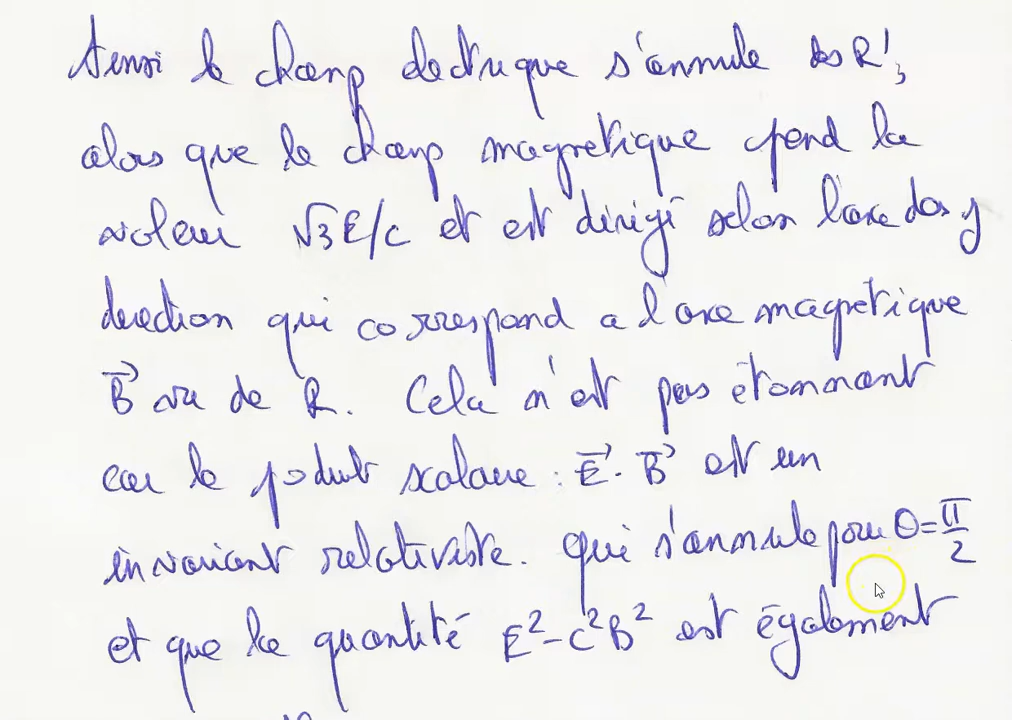 Ainsi le champ électrique s'annule ds R',
alors que le champ magnétique prend la
valeur √3 E/c et est dirigé selon l'axe des y
direction qui correspond a l'axe magnétique
B⃗ vu de R. Cela n'est pas étonnant
car le produit scalaire : E⃗ · B⃗ est un
invariant relativiste. qui s'annule pour θ = π/2
et que la quantité E² - c²B² est également